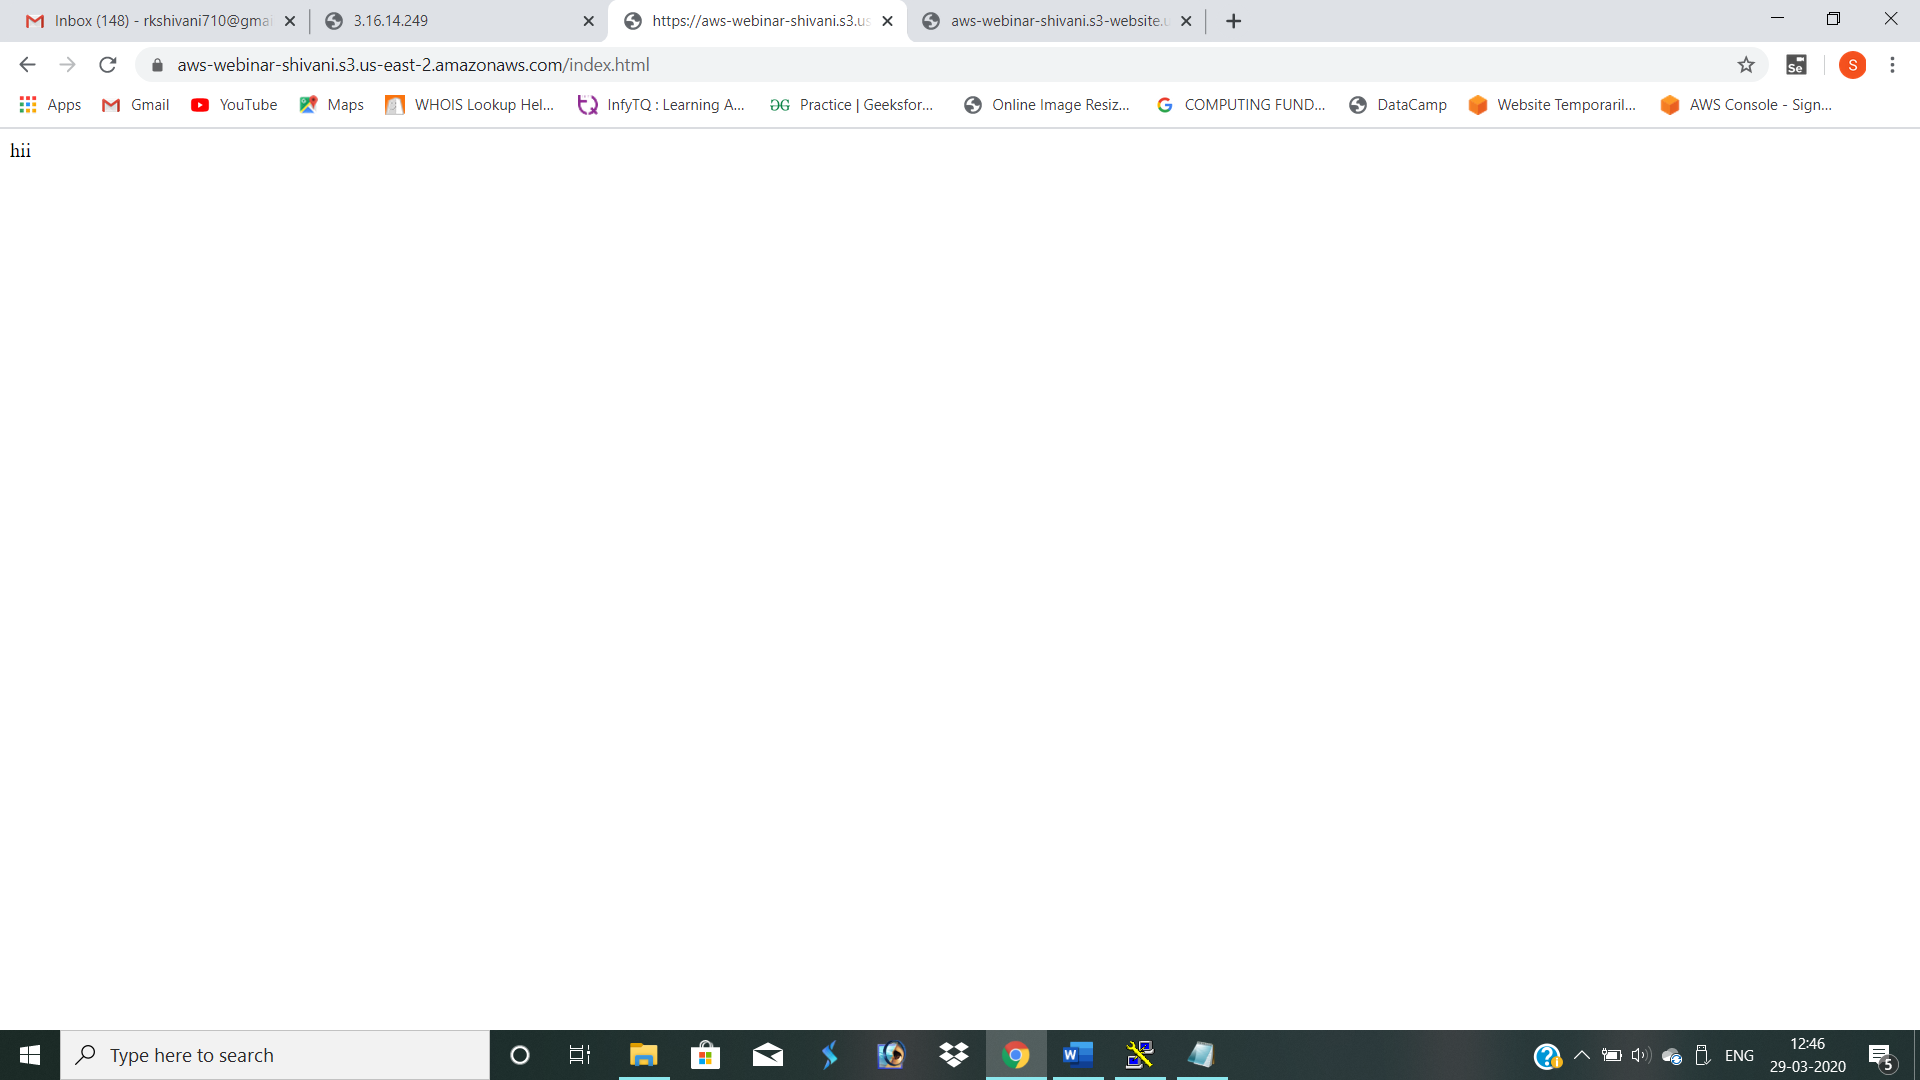 Inbox (148) - rkshivani710@gmai
3.16.14.249
https://aws-webinar-shivani.s3.us
aws-webinar-shivani.s3-website.u
aws-webinar-shivani.s3.us-east-2.amazonaws.com/index.html
Se
S
Apps
Gmail
YouTube
Maps
WHOIS Lookup Hel...
InfyTQ : Learning A...
Practice | Geeksfor...
Online Image Resiz...
COMPUTING FUND...
DataCamp
Website Temporaril...
AWS Console - Sign...
hii
Type here to search
ENG
12:46
29-03-2020
5